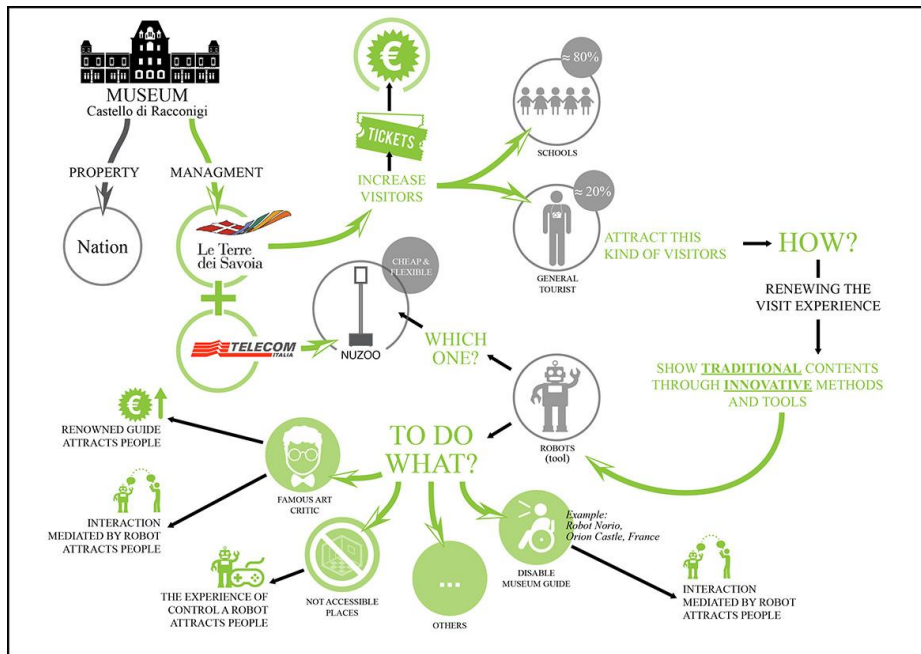 MUSEUM
Castello di Racconigi
PROPERTY
MANAGMENT
Nation
Le Terre
dei Savoia
TELECOM
ITALIA
€
TICKETS
INCREASE
VISITORS
≈ 80%
SCHOOLS
≈ 20%
GENERAL
TOURIST
ATTRACT THIS
KIND OF VISITORS
HOW?
RENEWING THE
VISIT EXPERIENCE
SHOW TRADITIONAL CONTENTS
THROUGH INNOVATIVE METHODS
AND TOOLS
ROBOTS
(tool)
WHICH
ONE?
CHEAP &
FLEXIBLE
NUZOO
TO DO
WHAT?
FAMOUS ART
CRITIC
€
RENOWNED GUIDE
ATTRACTS PEOPLE
INTERACTION
MEDIATED BY ROBOT
ATTRACTS PEOPLE
NOT ACCESSIBLE
PLACES
THE EXPERIENCE OF
CONTROL A ROBOT
ATTRACTS PEOPLE
...
OTHERS
DISABLE
MUSEUM GUIDE
Example:
Robot Norio,
Orion Castle, France
INTERACTION
MEDIATED BY ROBOT
ATTRACTS PEOPLE